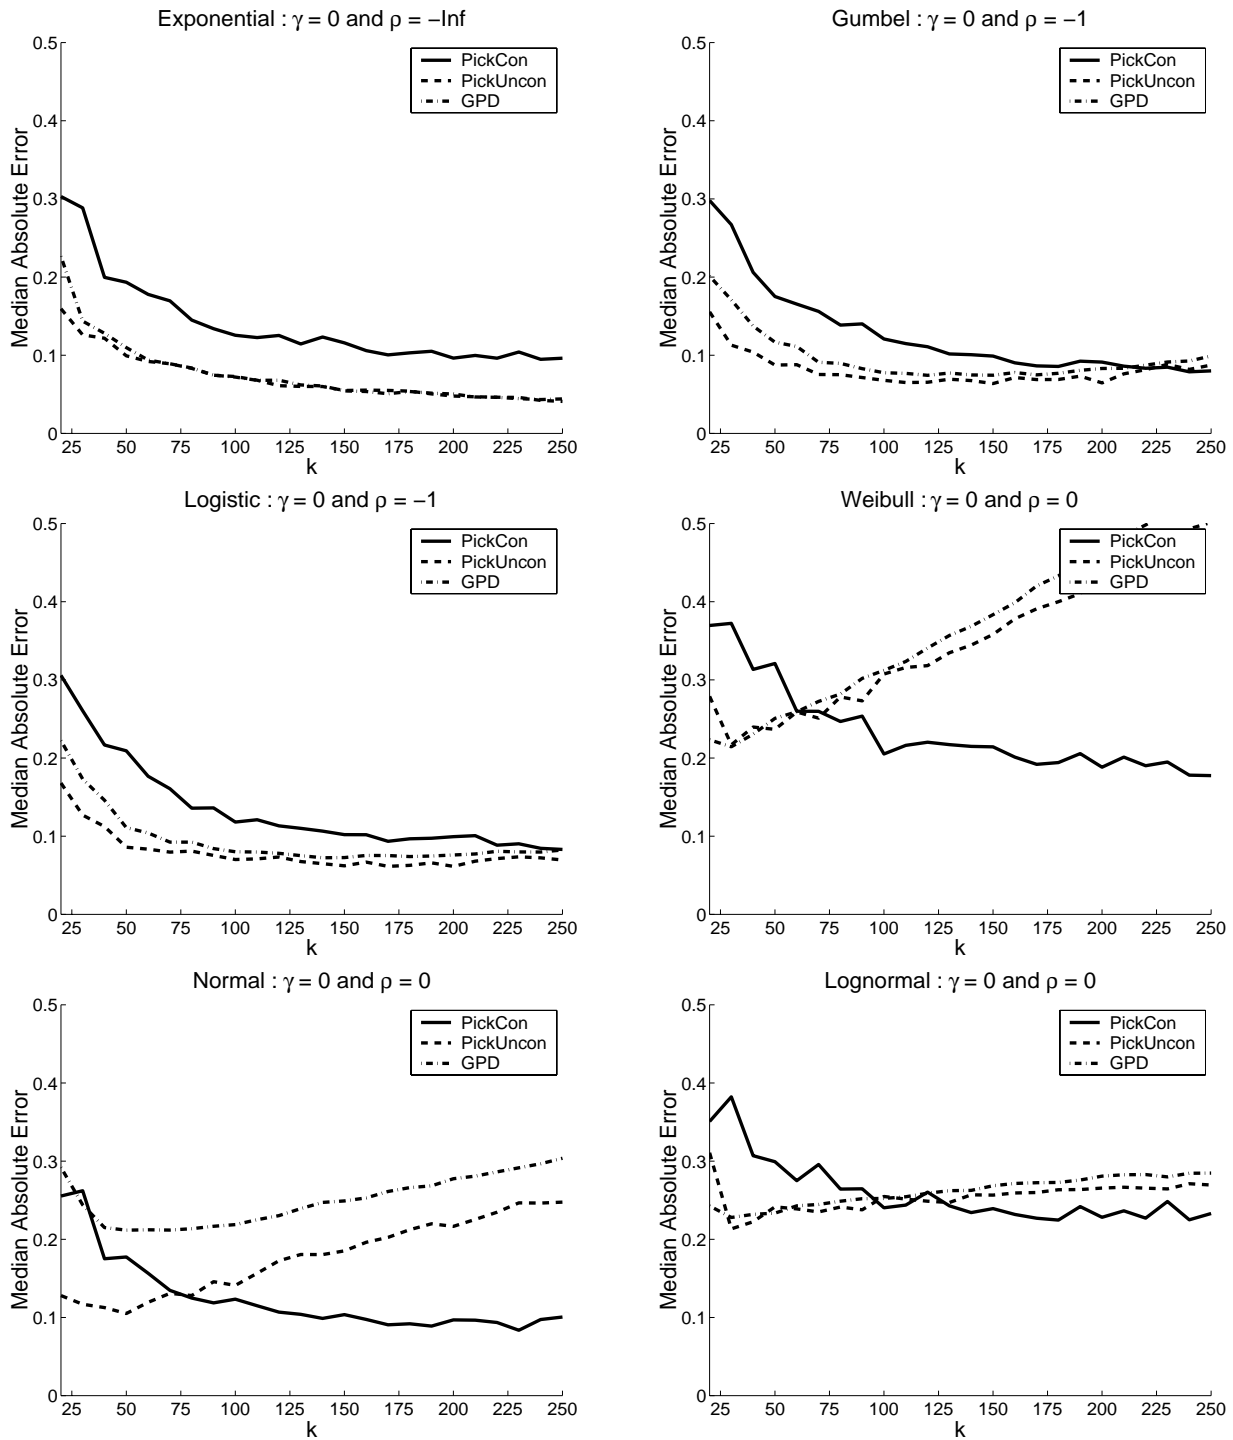 Exponential : γ = 0 and ρ = −Inf
Median Absolute Error
0.5
0.4
0.3
0.2
0.1
0
25 50 75 100 125 150 175 200 225 250
k
PickCon
PickUncon
GPD
Gumbel : γ = 0 and ρ = −1
Median Absolute Error
0.5
0.4
0.3
0.2
0.1
0
25 50 75 100 125 150 175 200 225 250
k
PickCon
PickUncon
GPD
Logistic : γ = 0 and ρ = −1
Median Absolute Error
0.5
0.4
0.3
0.2
0.1
0
25 50 75 100 125 150 175 200 225 250
k
PickCon
PickUncon
GPD
Weibull : γ = 0 and ρ = 0
Median Absolute Error
0.5
0.4
0.3
0.2
0.1
0
25 50 75 100 125 150 175 200 225 250
k
PickCon
PickUncon
GPD
Normal : γ = 0 and ρ = 0
Median Absolute Error
0.5
0.4
0.3
0.2
0.1
0
25 50 75 100 125 150 175 200 225 250
k
PickCon
PickUncon
GPD
Lognormal : γ = 0 and ρ = 0
Median Absolute Error
0.5
0.4
0.3
0.2
0.1
0
25 50 75 100 125 150 175 200 225 250
k
PickCon
PickUncon
GPD